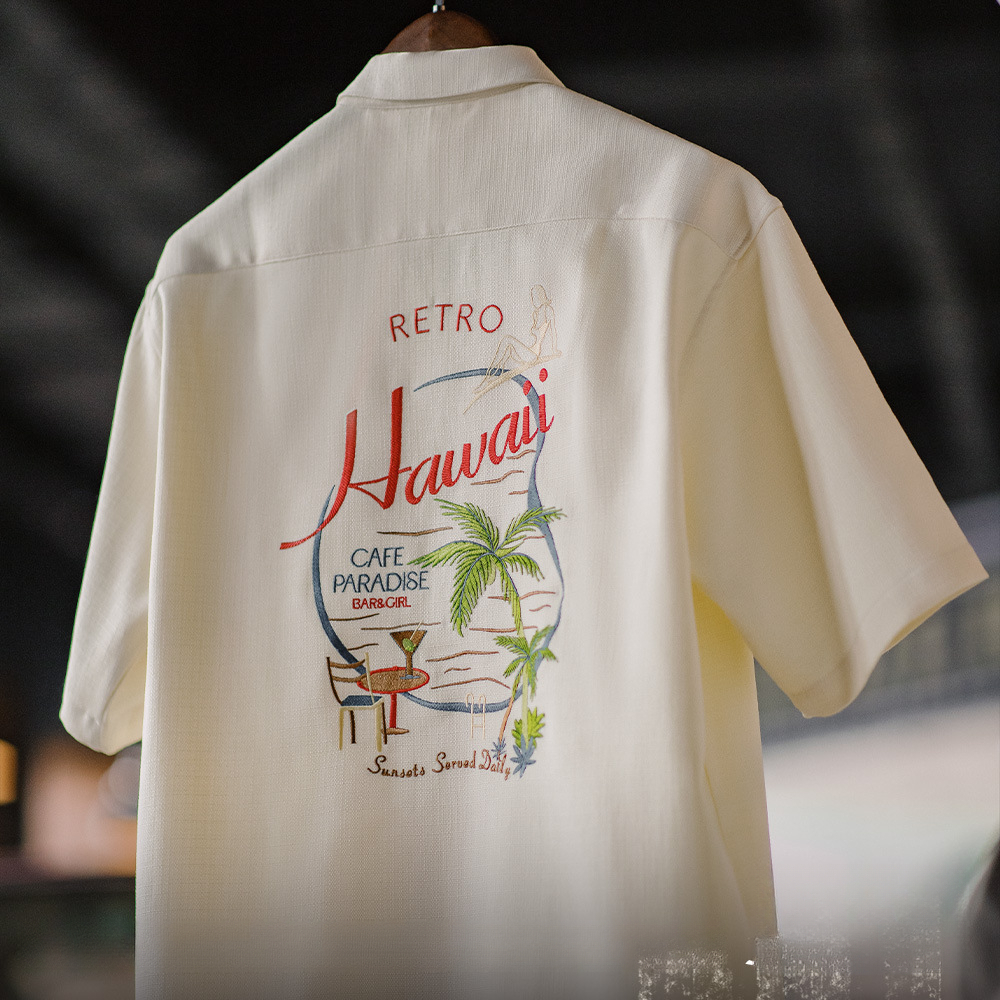 RETRO
Hawaii
CAFE
PARADISE
BAR&GIRL
Sunsets Served Daily